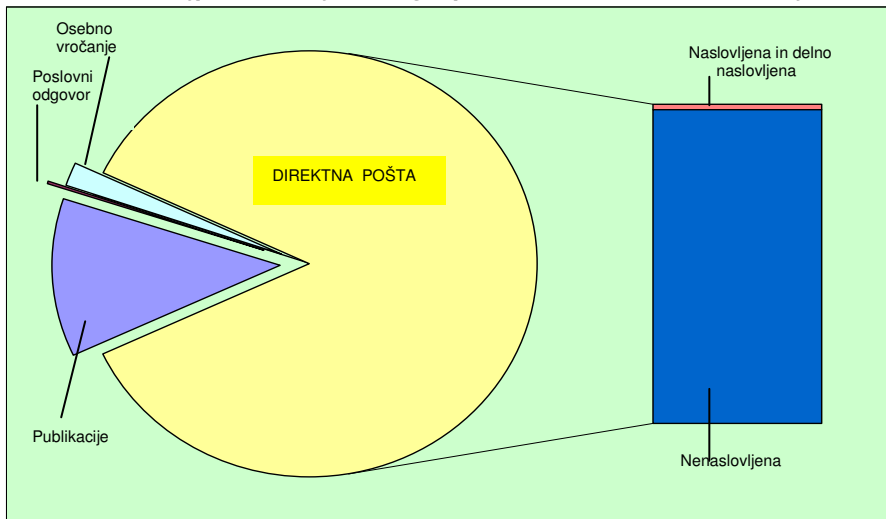 Osebno
vročanje
Poslovni
odgovor
Naslovljena in delno
naslovljena
DIREKTNA POŠTA
Publikacije
Nenaslovljena